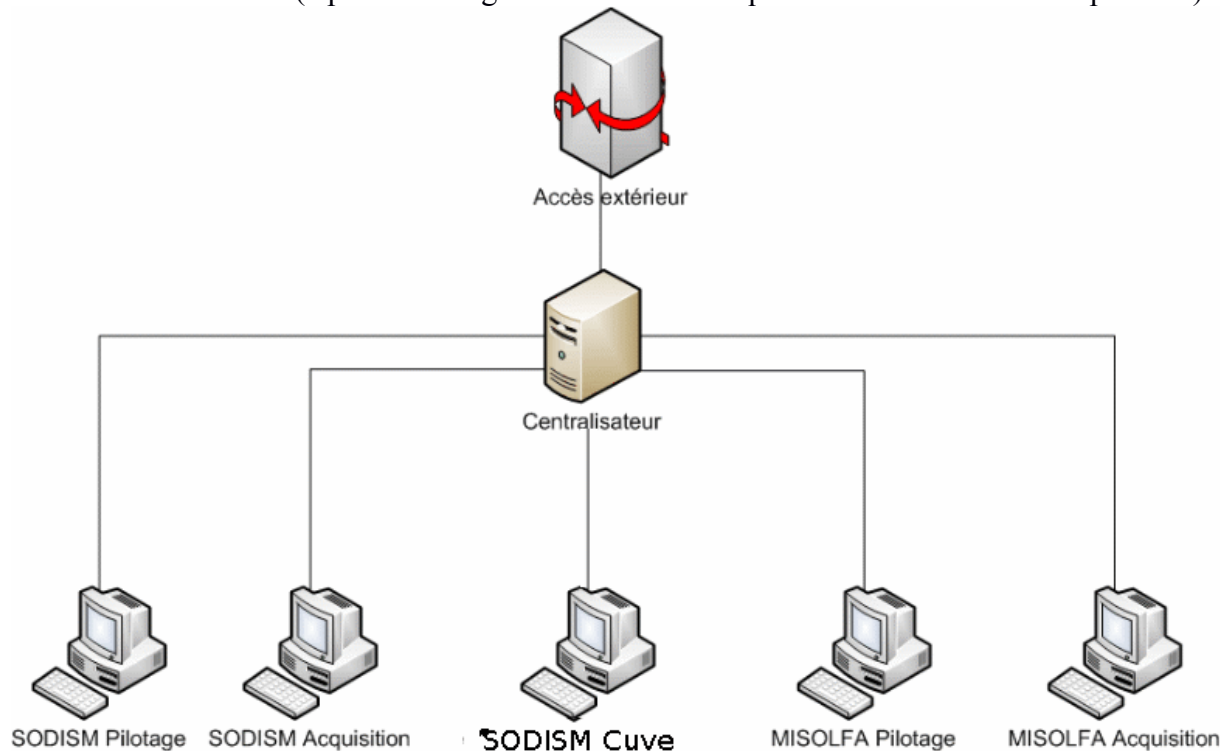 Accès extérieur
Centralisateur
SODISM Pilotage
SODISM Acquisition
SODISM Cuve
MISOLFA Pilotage
MISOLFA Acquisition